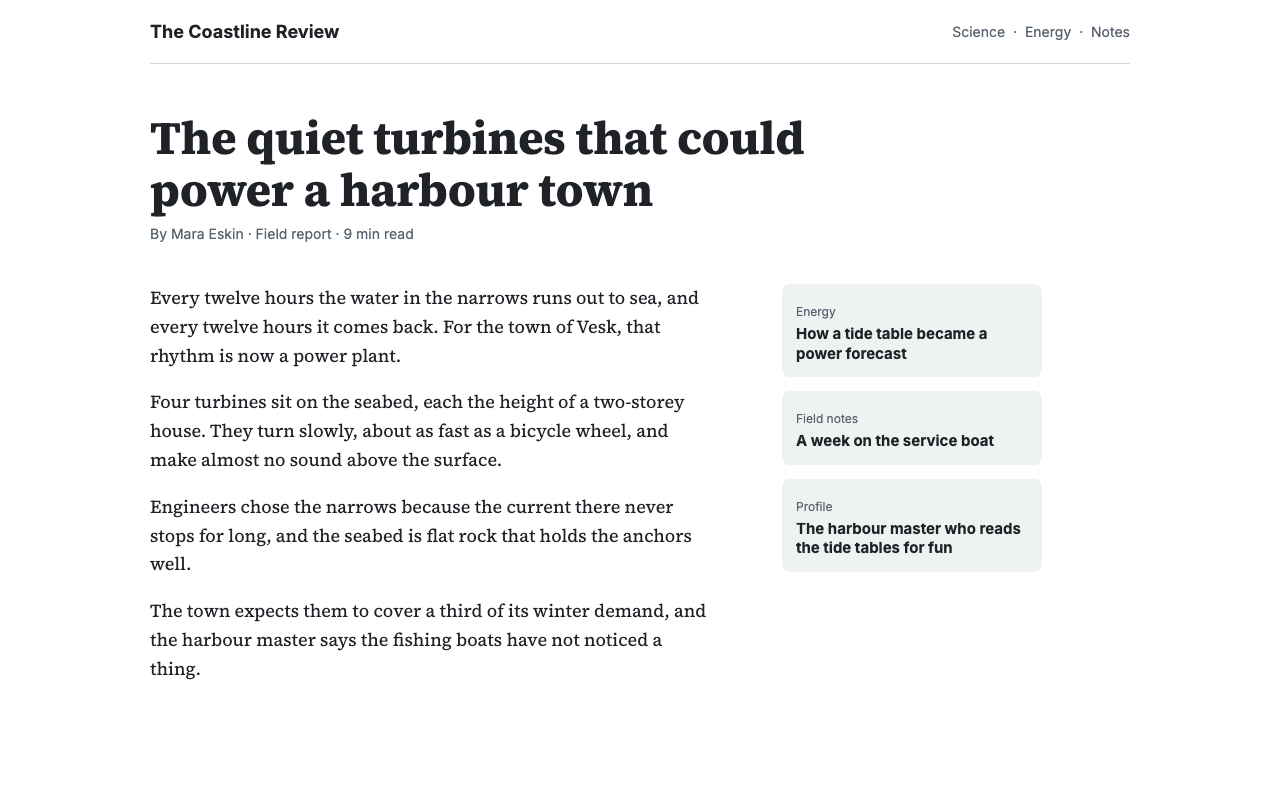 The Coastline Review
Science · Energy · Notes
The quiet turbines that could
power a harbour town
By Mara Eskin · Field report · 9 min read
Every twelve hours the water in the narrows runs out to sea, and
every twelve hours it comes back. For the town of Vesk, that
rhythm is now a power plant.
Four turbines sit on the seabed, each the height of a two-storey
house. They turn slowly, about as fast as a bicycle wheel, and
make almost no sound above the surface.
Engineers chose the narrows because the current there never
stops for long, and the seabed is flat rock that holds the anchors
well.
The town expects them to cover a third of its winter demand, and
the harbour master says the fishing boats have not noticed a
thing.
Energy
How a tide table became a
power forecast
Field notes
A week on the service boat
Profile
The harbour master who reads
the tide tables for fun